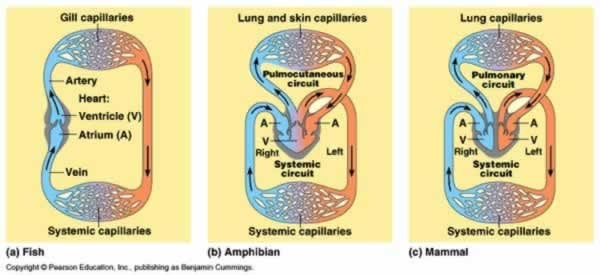 Gill capillaries
Artery
Heart:
Ventricle (V)
Atrium (A)
Vein
Systemic capillaries
(a) Fish
Lung and skin capillaries
Pulmocutaneous
circuit
A
A
V
Right
Left
Systemic
circuit
Systemic capillaries
(b) Amphibian
Lung capillaries
Pulmonary
circuit
A
A
V
V
Right
Left
Systemic
circuit
Systemic capillaries
(c) Mammal
Copyright © Pearson Education, Inc., publishing as Benjamin Cummings.